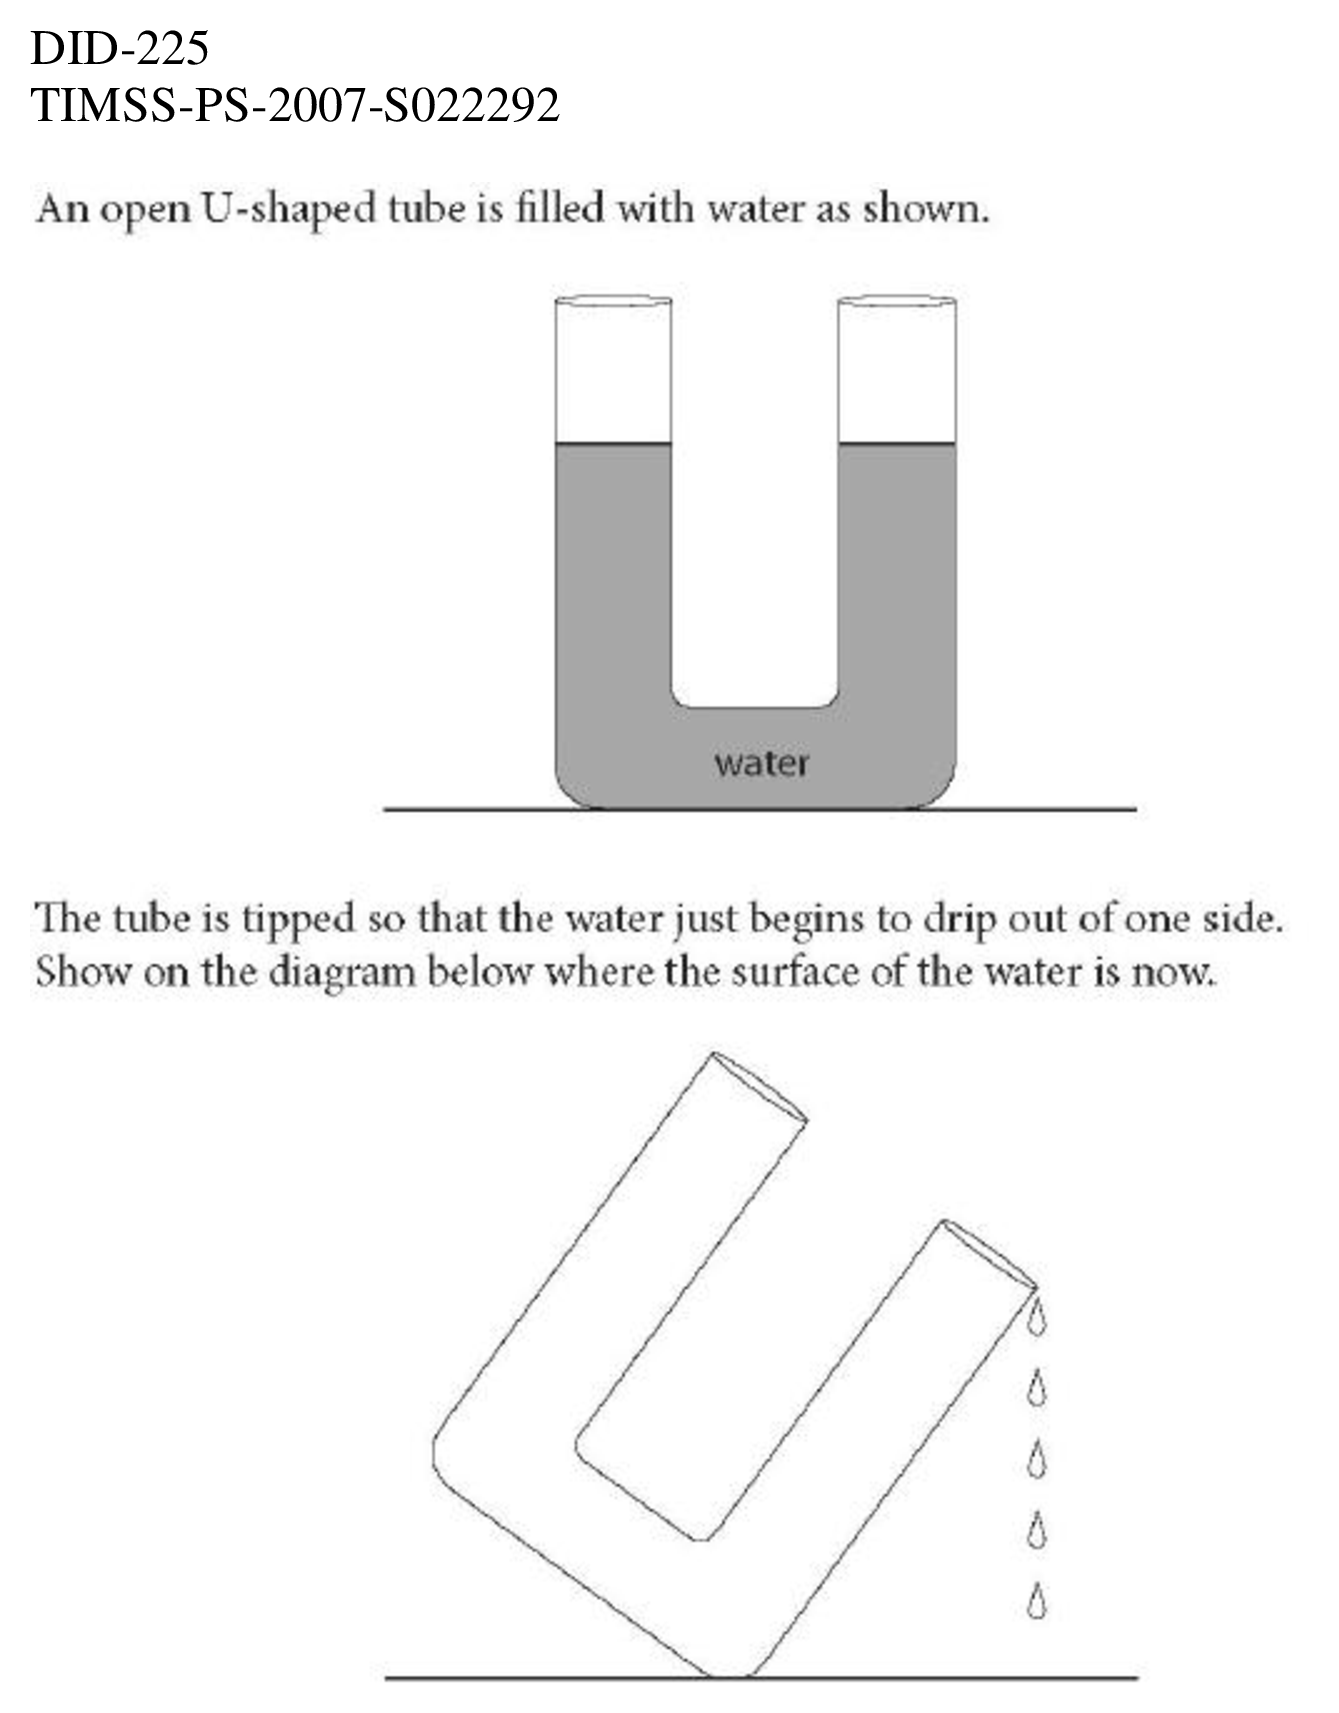 DID-225
TIMSS-PS-2007-S022292
An open U-shaped tube is filled with water as shown.
water
The tube is tipped so that the water just begins to drip out of one side.
Show on the diagram below where the surface of the water is now.